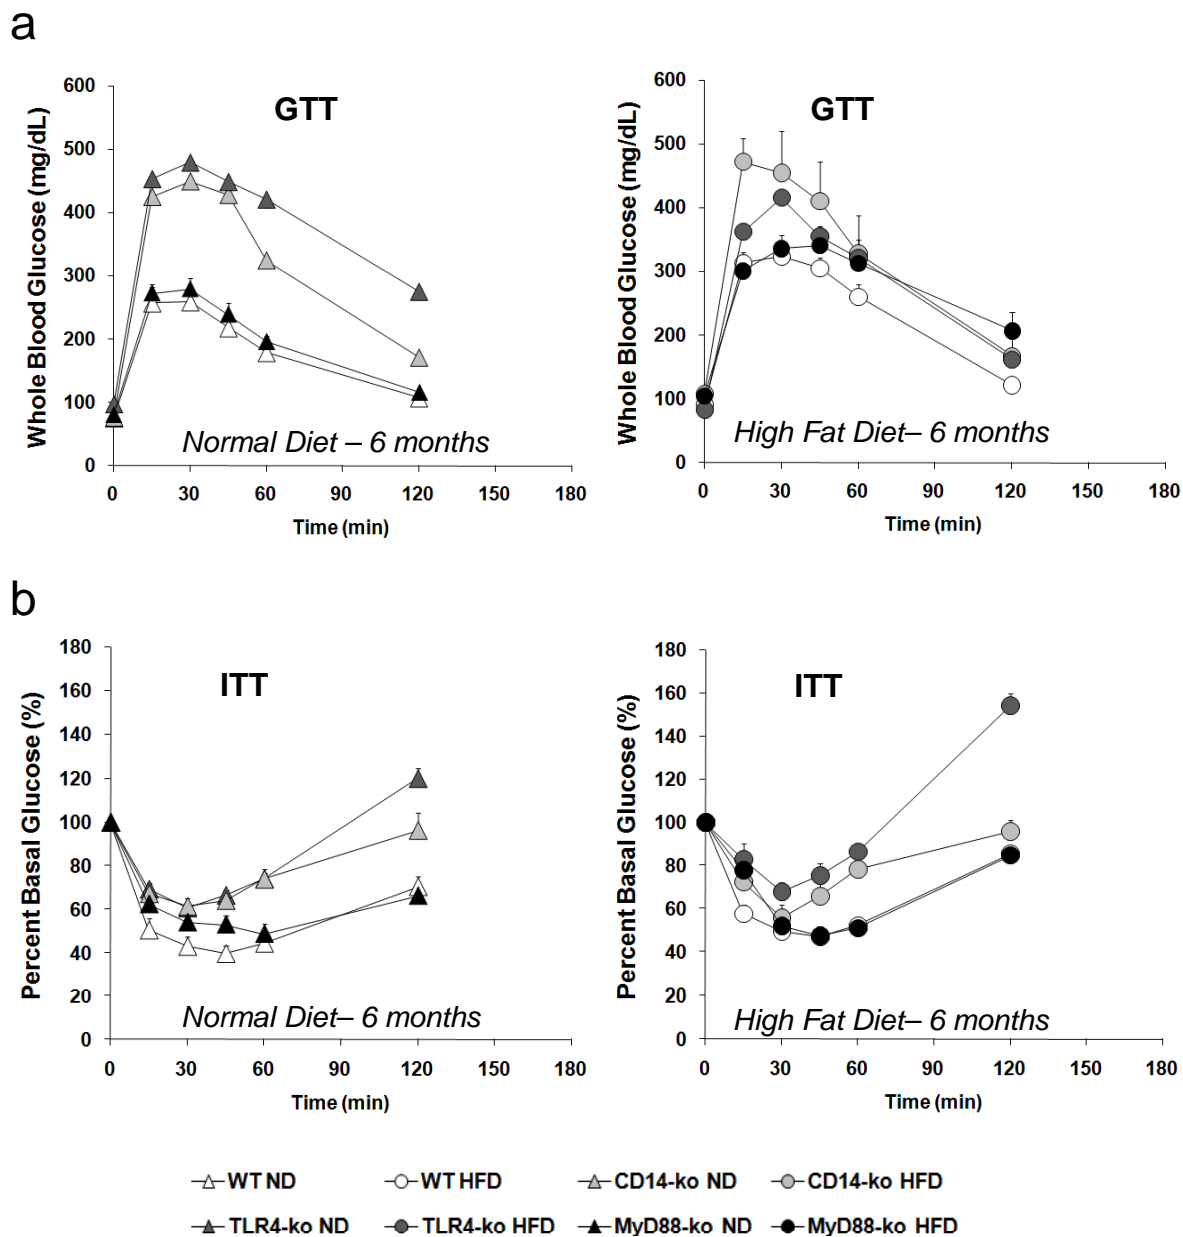 a
GTT
Whole Blood Glucose (mg/dL)
600
500
400
300
200
100
0
Normal Diet – 6 months
0 30 60 90 120 150 180
Time (min)
GTT
Whole Blood Glucose (mg/dL)
600
500
400
300
200
100
0
High Fat Diet– 6 months
0 30 60 90 120 150 180
Time (min)
b
ITT
Percent Basal Glucose (%)
180
160
140
120
100
80
60
40
20
0
Normal Diet– 6 months
0 30 60 90 120 150 180
Time (min)
ITT
Percent Basal Glucose (%)
180
160
140
120
100
80
60
40
20
0
High Fat Diet– 6 months
0 30 60 90 120 150 180
Time (min)
WT ND WT HFD CD14-ko ND CD14-ko HFD
TLR4-ko ND TLR4-ko HFD MyD88-ko ND MyD88-ko HFD